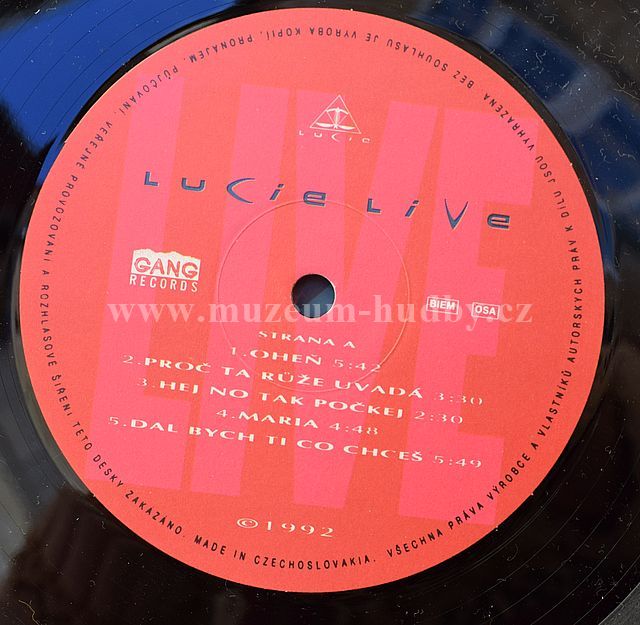 LuCie
LuCie LiVe
GANG
RECORDS
BIEM
OSA
www.muzeum-hudby.cz
STRANA A
1.OHEŇ 5:42
2.PROČ TA RŮŽE UVADÁ 3:30
3.HEJ NO TAK POČKEJ 2:30
4.MARIA 4:48
5.DAL BYCH TI CO CHCEŠ 5:49
©1992
MADE IN CZECHOSLOVAKIA. VŠECHNA PRÁVA VÝROBCE A VLASTNÍKŮ AUTORSKÝCH PRÁV K DÍLU JSOU VYHRAZENA. BEZ SOUHLASU JE VÝROBA KOPIÍ, PRONÁJEM, PŮJČOVÁNÍ, VEŘEJNÉ PROVOZOVÁNÍ A ROZHLASOVÉ ŠÍŘENÍ TÉTO DESKY ZAKÁZÁNO.
LIVE
LIVE